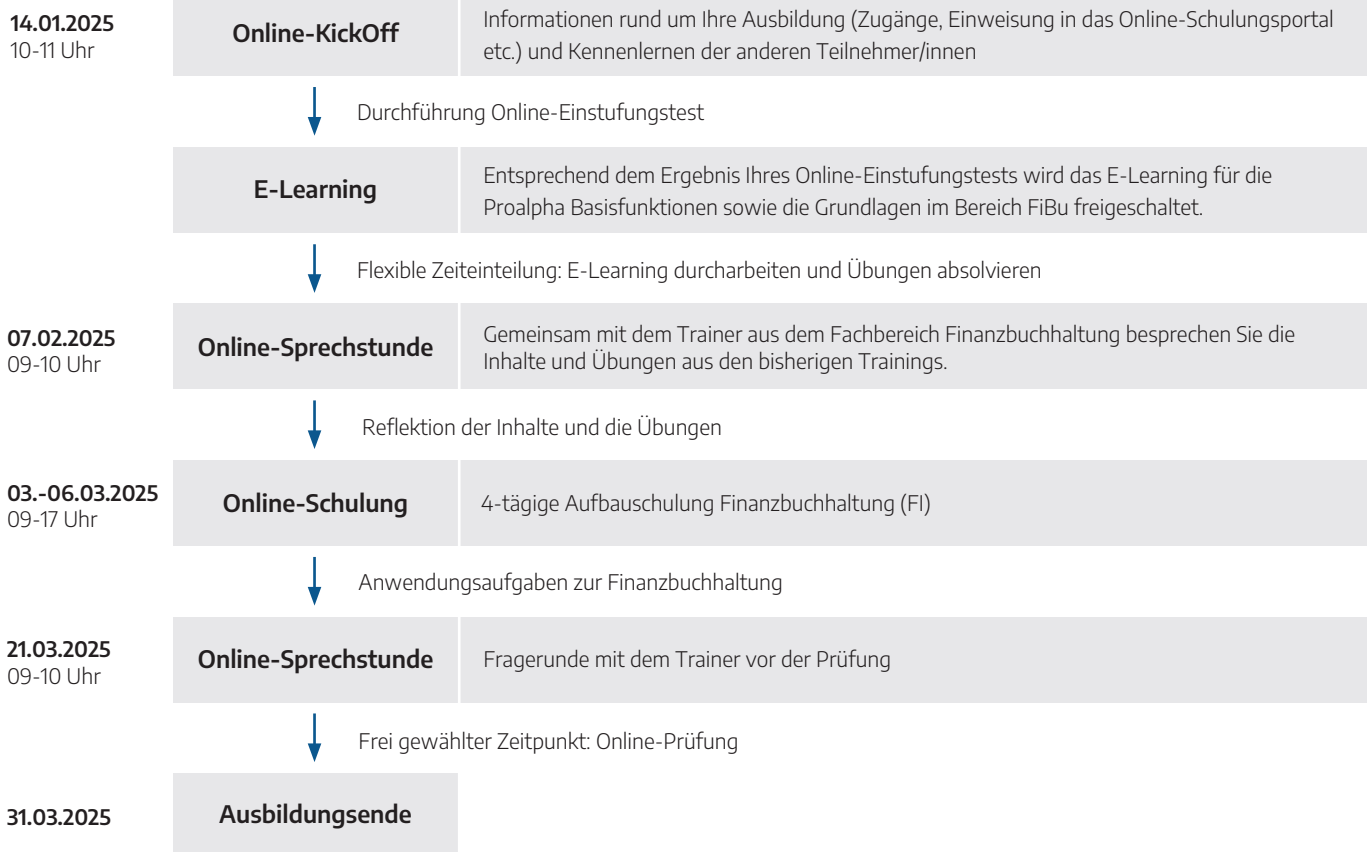 14.01.2025
10-11 Uhr
Online-KickOff
Informationen rund um Ihre Ausbildung (Zugänge, Einweisung in das Online-Schulungsportal
etc.) und Kennenlernen der anderen Teilnehmer/innen
Durchführung Online-Einstufungstest
E-Learning
Entsprechend dem Ergebnis Ihres Online-Einstufungstests wird das E-Learning für die
Proalpha Basisfunktionen sowie die Grundlagen im Bereich FiBu freigeschaltet.
Flexible Zeiteinteilung: E-Learning durcharbeiten und Übungen absolvieren
07.02.2025
09-10 Uhr
Online-Sprechstunde
Gemeinsam mit dem Trainer aus dem Fachbereich Finanzbuchhaltung besprechen Sie die
Inhalte und Übungen aus den bisherigen Trainings.
Reflektion der Inhalte und die Übungen
03.-06.03.2025
09-17 Uhr
Online-Schulung
4-tägige Aufbauschulung Finanzbuchhaltung (FI)
Anwendungsaufgaben zur Finanzbuchhaltung
21.03.2025
09-10 Uhr
Online-Sprechstunde
Fragerunde mit dem Trainer vor der Prüfung
Frei gewählter Zeitpunkt: Online-Prüfung
31.03.2025
Ausbildungsende